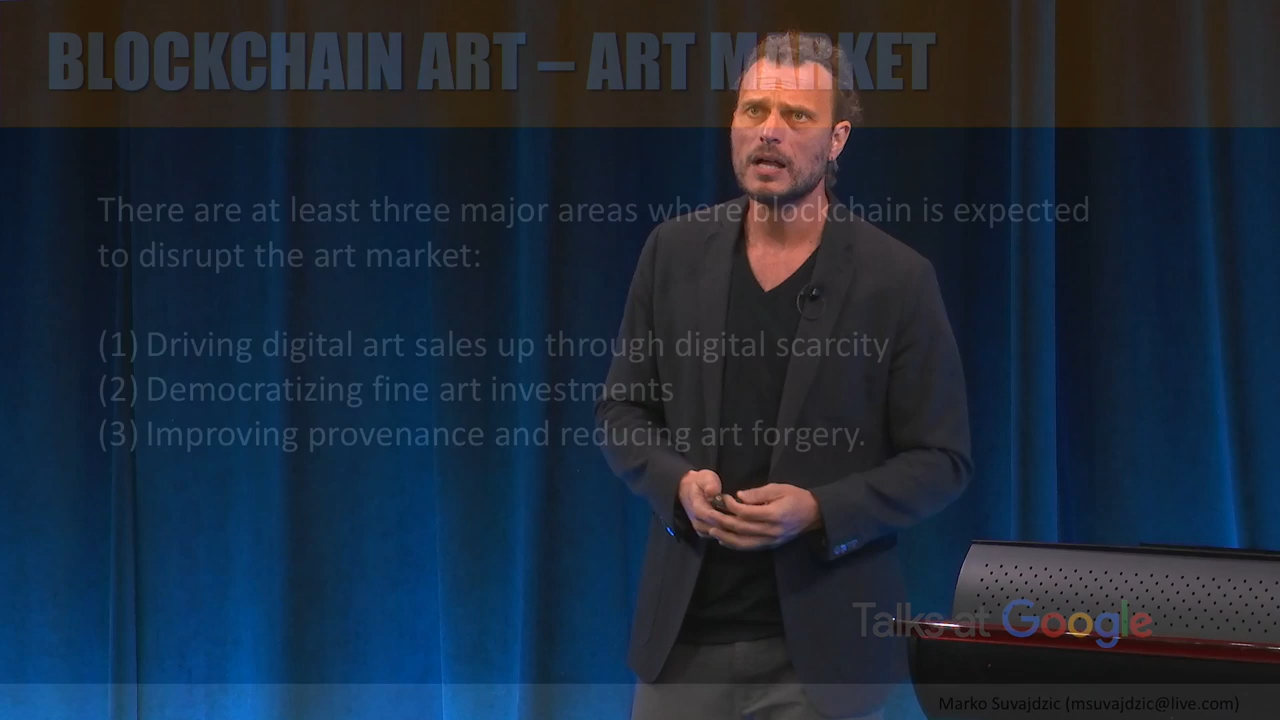 BLOCKCHAIN ART – ART MARKET
There are at least three major areas where blockchain is expected
to disrupt the art market:
(1) Driving digital art sales up through digital scarcity
(2) Democratizing fine art investments
(3) Improving provenance and reducing art forgery.
Talks at Google
Marko Suvajdzic (msuvajdzic@live.com)